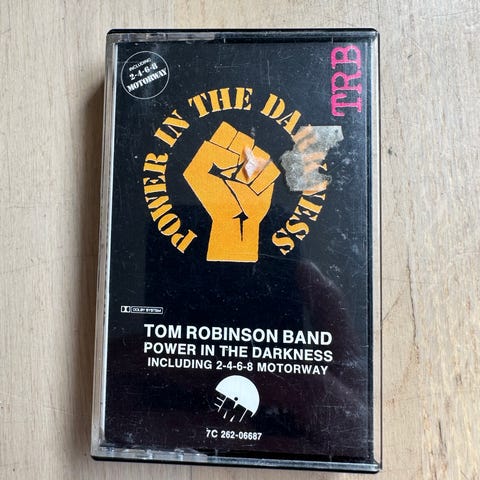 INCLUDING
2-4-6-8
MOTORWAY
TRB
POWER IN THE DARKNESS
DOLBY SYSTEM
TOM ROBINSON BAND
POWER IN THE DARKNESS
INCLUDING 2-4-6-8 MOTORWAY
EMI
7C 262-06687